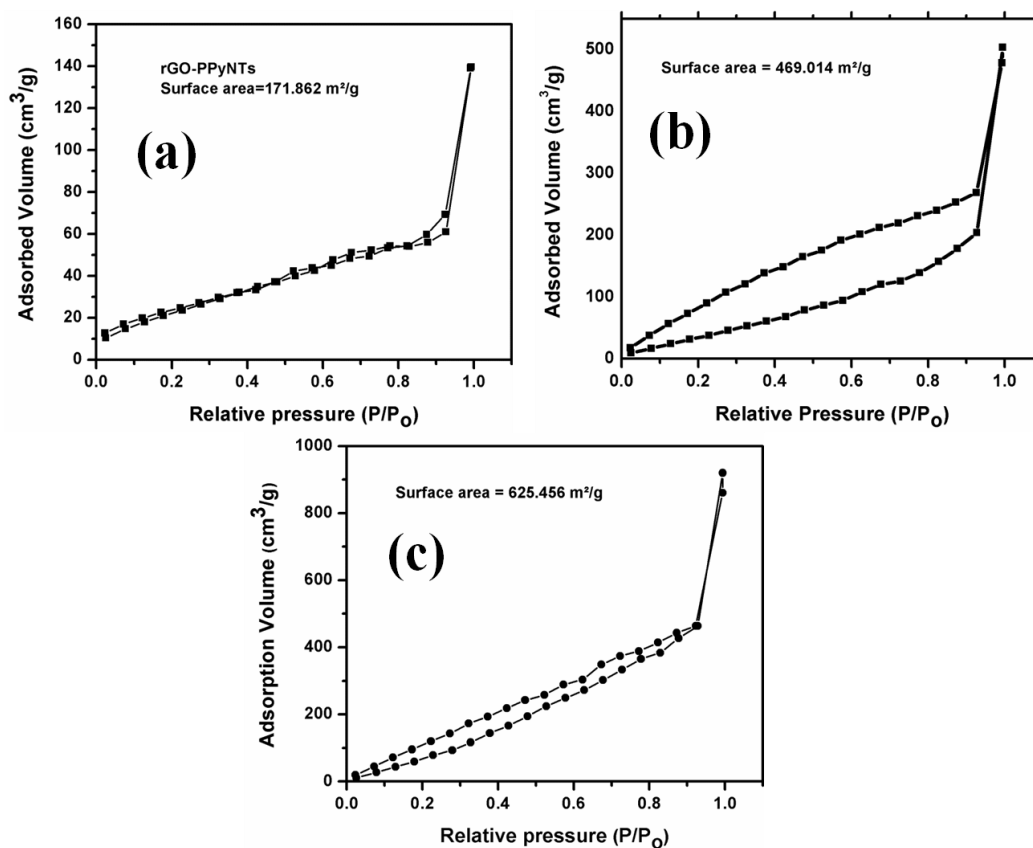 160
140
120
100
80
60
40
20
0
Adsorbed Volume (cm³/g)
rGO-PPyNTs
Surface area=171.862 m²/g
(a)
0.0 0.2 0.4 0.6 0.8 1.0
Relative pressure (P/Po)
500
400
300
200
100
0
Adsorbed Volume (cm³/g)
Surface area = 469.014 m²/g
(b)
0.0 0.2 0.4 0.6 0.8 1.0
Relative Pressure (P/Po)
1000
800
600
400
200
0
Adsorption Volume (cm³/g)
Surface area = 625.456 m²/g
(c)
0.0 0.2 0.4 0.6 0.8 1.0
Relative pressure (P/Po)